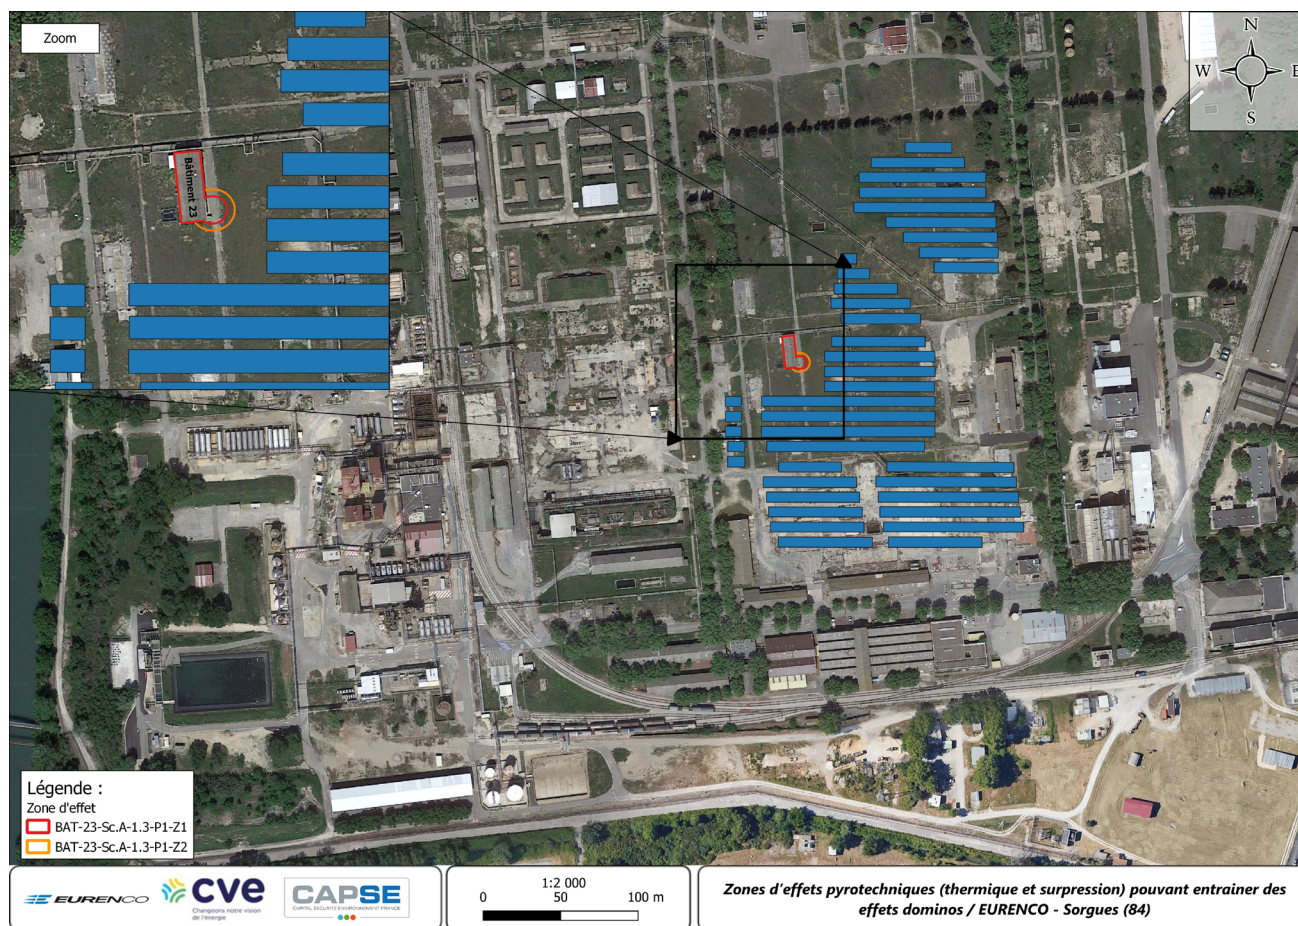 Zoom
N
W
E
S
Bâtiment 23
Légende :
Zone d'effet
BAT-23-Sc.A-1.3-P1-Z1
BAT-23-Sc.A-1.3-P1-Z2
EURENCO
cve
Changeons notre vision
de l'énergie
CAPSE
CAPITAL SECURITE ENVIRONNEMENT FRANCE
1:2 000
0 50 100 m
Zones d'effets pyrotechniques (thermique et surpression) pouvant entrainer des
effets dominos / EURENCO - Sorgues (84)